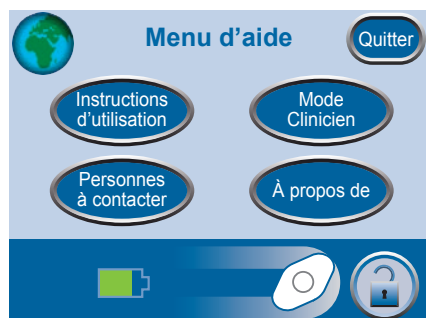 Menu d’aide
Quitter
Instructions
d’utilisation
Mode
Clinicien
Personnes
à contacter
À propos de